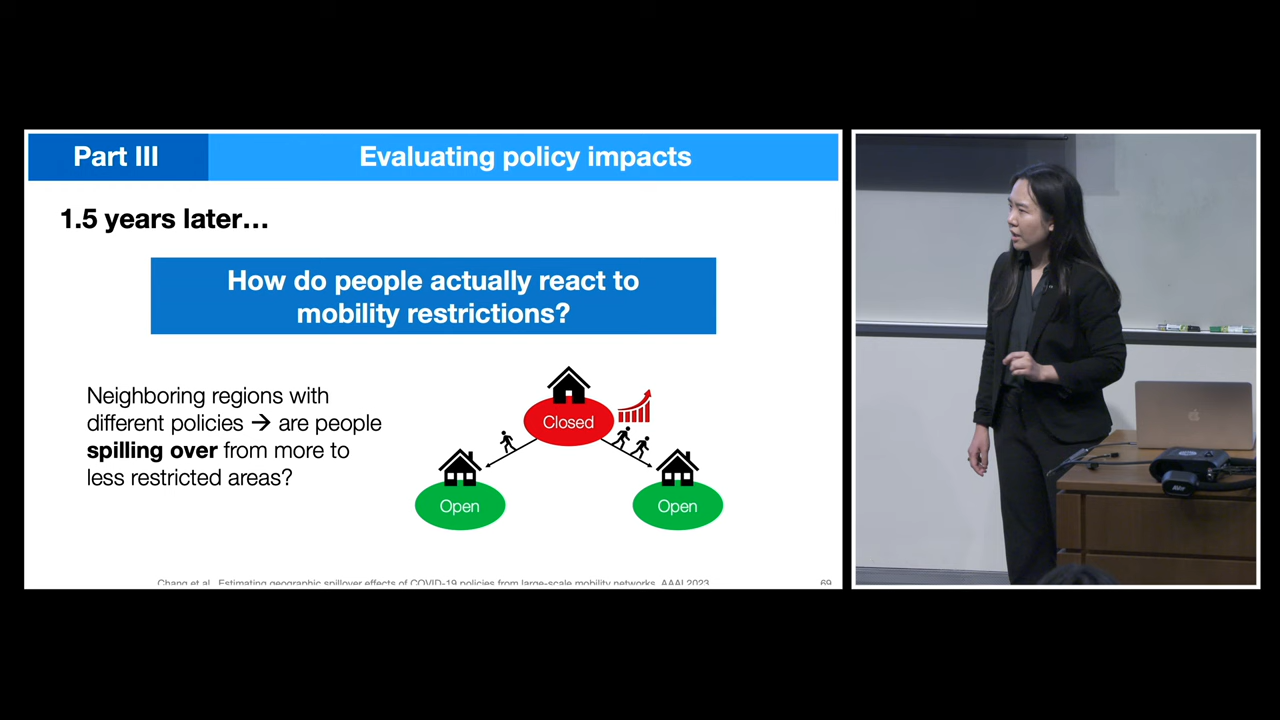 Part III
Evaluating policy impacts
1.5 years later…
How do people actually react to
mobility restrictions?
Neighboring regions with
different policies → are people
spilling over from more to
less restricted areas?
Closed
Open
Open
Chang et al. Estimating geographic spillover effects of COVID-19 policies from large-scale mobility networks. AAAI 2023.
69